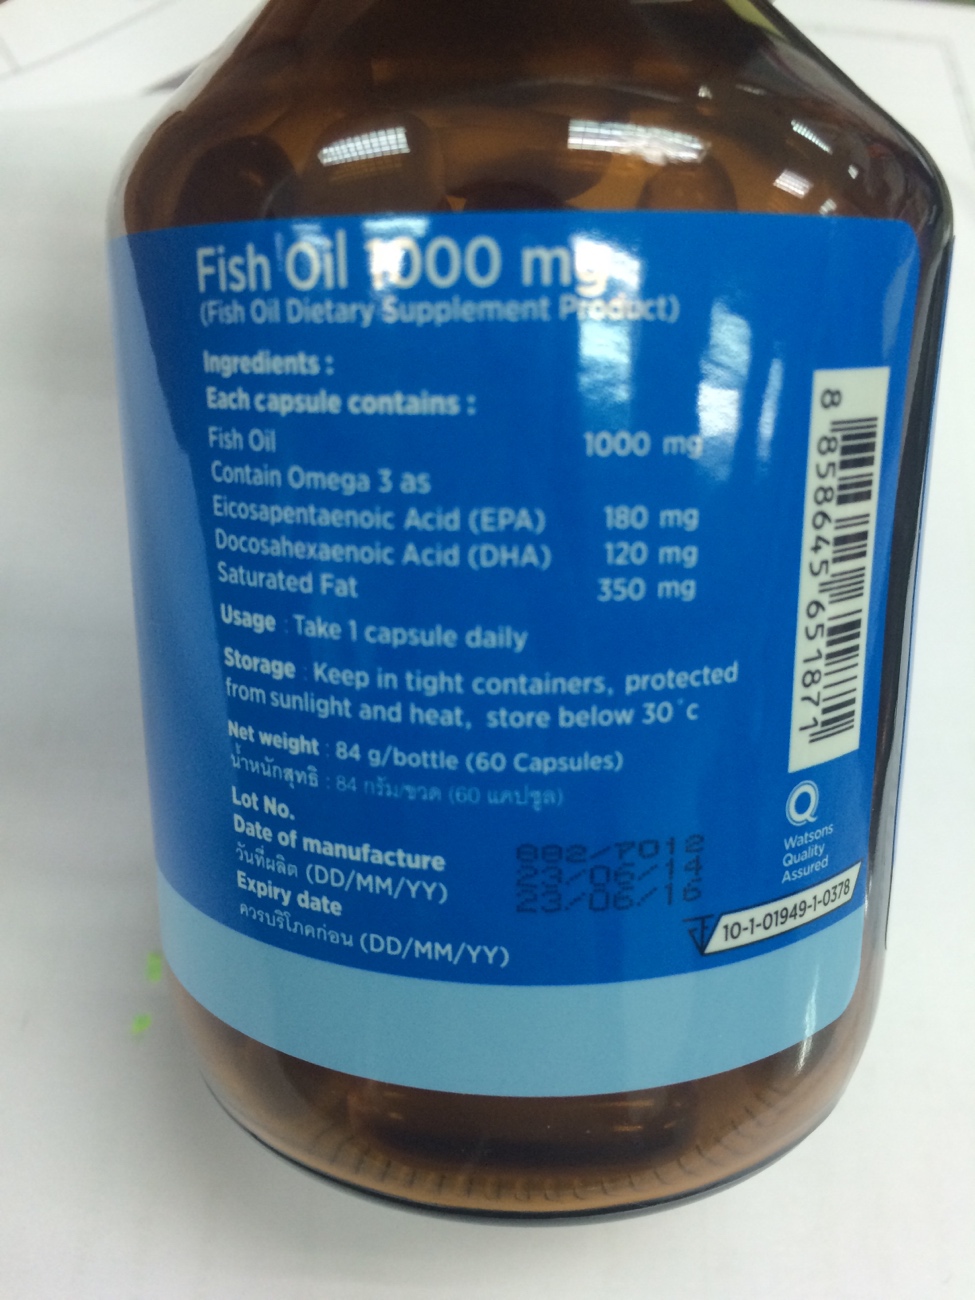 Fish Oil 1000 mg
(Fish Oil Dietary Supplement Product)
Ingredients :
Each capsule contains :
Fish Oil 1000 mg
Contain Omega 3 as
Eicosapentaenoic Acid (EPA) 180 mg
Docosahexaenoic Acid (DHA) 120 mg
Saturated Fat 350 mg
Usage : Take 1 capsule daily
Storage : Keep in tight containers, protected
from sunlight and heat, store below 30°c
Net weight : 84 g/bottle (60 Capsules)
น้ำหนักสุทธิ : 84 กรัม/ขวด (60 แคปซูล)
Lot No. 002/7012
Date of manufacture 23/06/14
วันที่ผลิต (DD/MM/YY)
Expiry date 23/06/16
ควรบริโภคก่อน (DD/MM/YY)
8 858645 651871
Q
Watsons
Quality
Assured
10-1-01949-1-0378